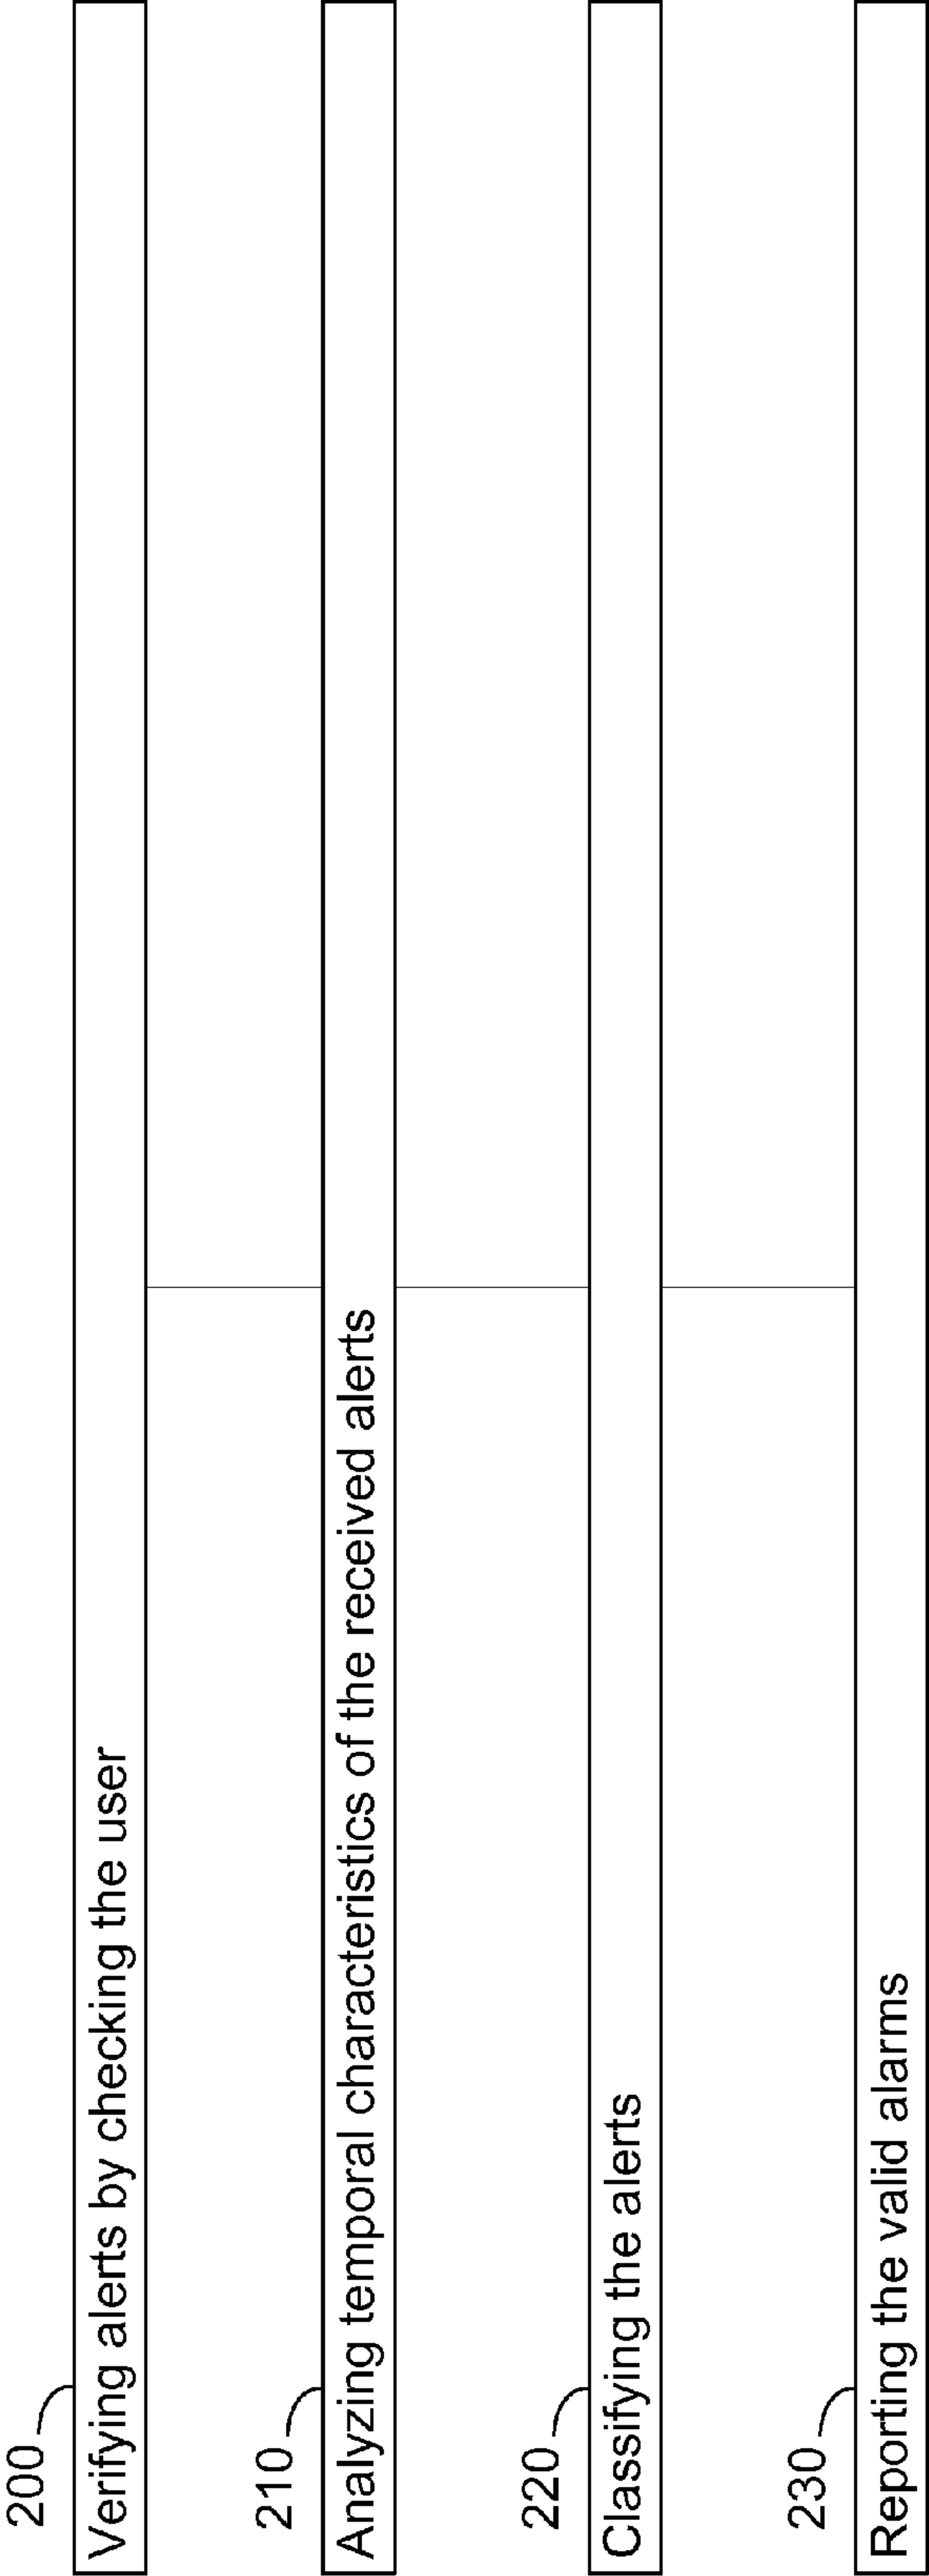 200
Verifying alerts by checking the user
210
Analyzing temporal characteristics of the received alerts
220
Classifying the alerts
230
Reporting the valid alarms